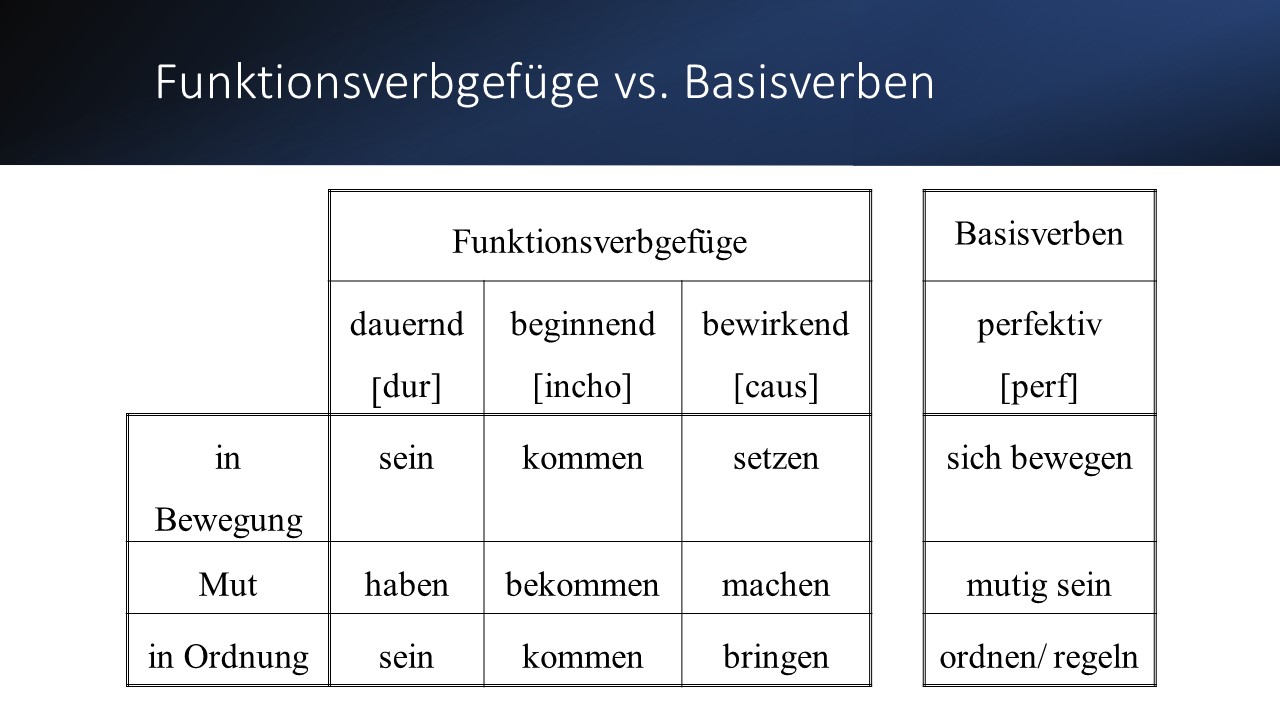 Funktionsverbgefüge vs. Basisverben
Funktionsverbgefüge Basisverben
dauernd beginnend bewirkend perfektiv
[dur] [incho] [caus] [perf]
in sein kommen setzen sich bewegen
Bewegung
Mut haben bekommen machen mutig sein
in Ordnung sein kommen bringen ordnen/ regeln